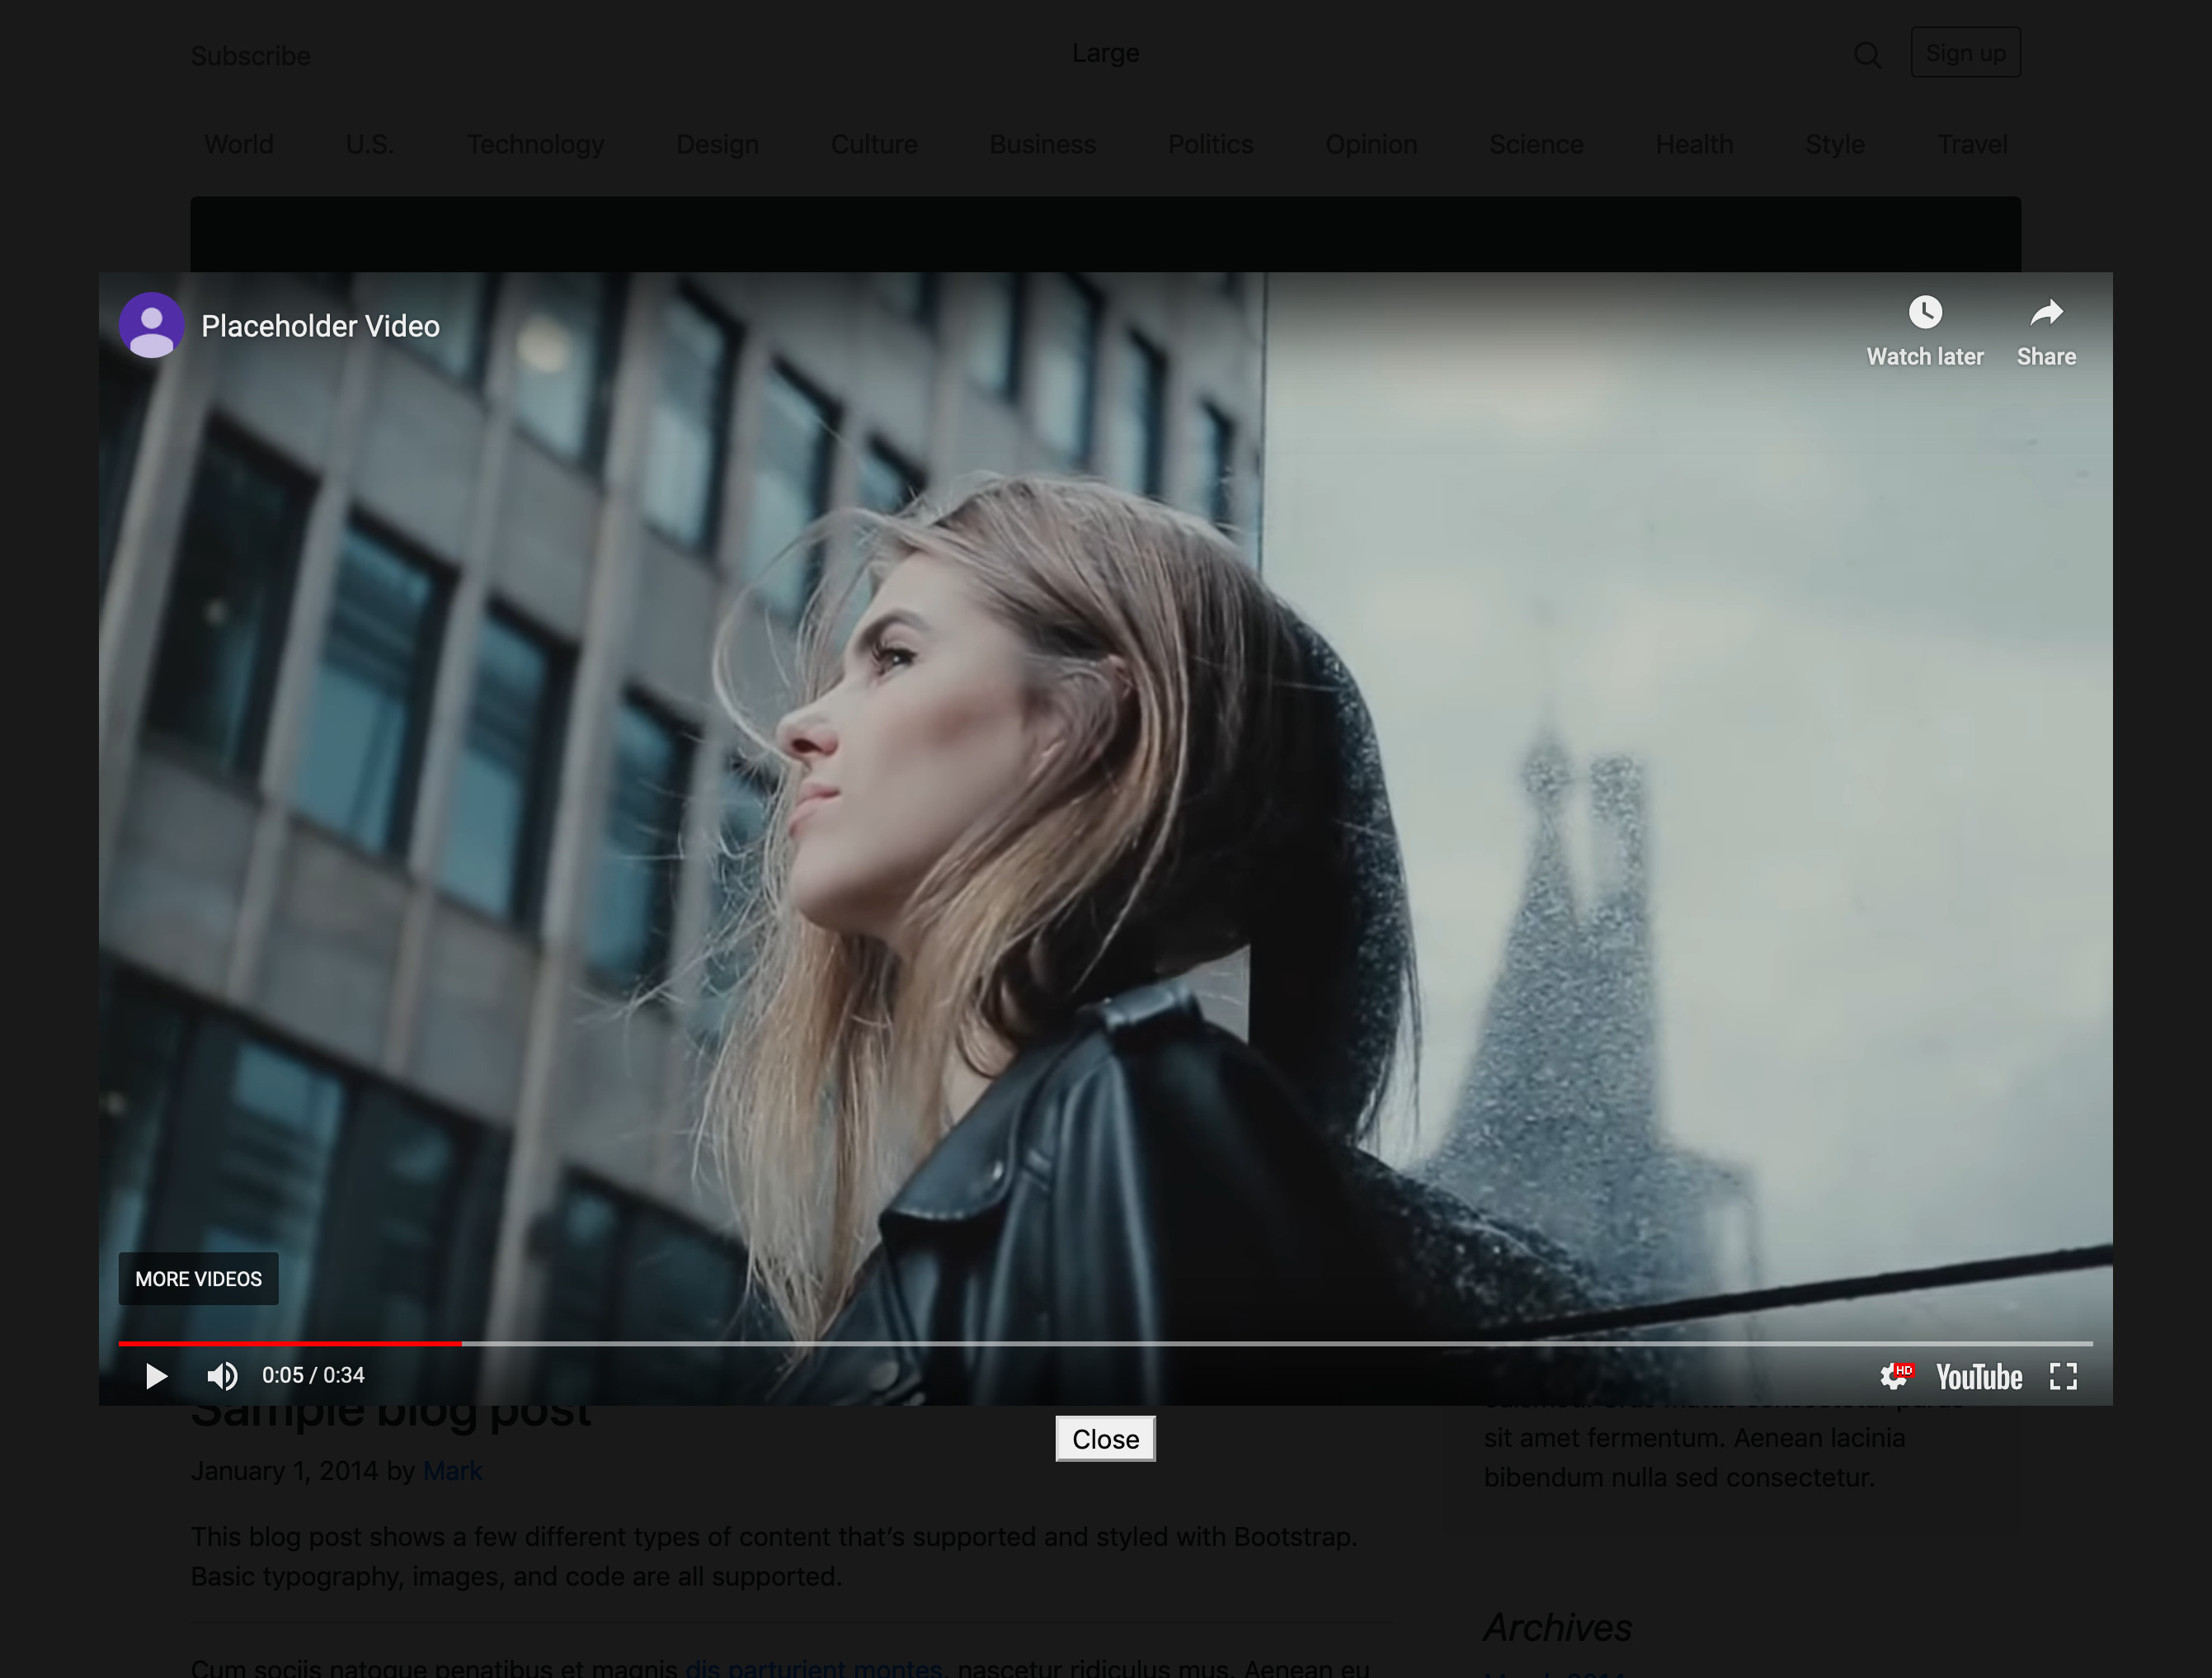 Subscribe
Large
Sign up
World U.S. Technology Design Culture Business Politics Opinion Science Health Style Travel
Placeholder Video
Watch later
Share
MORE VIDEOS
0:05 / 0:34
HD
YouTube
Close
Sample blog post
January 1, 2014 by Mark
This blog post shows a few different types of content that’s supported and styled with Bootstrap.
Basic typography, images, and code are all supported.
Cum sociis natoque penatibus et magnis dis parturient montes, nascetur ridiculus mus. Aenean eu
sit amet fermentum. Aenean lacinia
bibendum nulla sed consectetur.
Archives